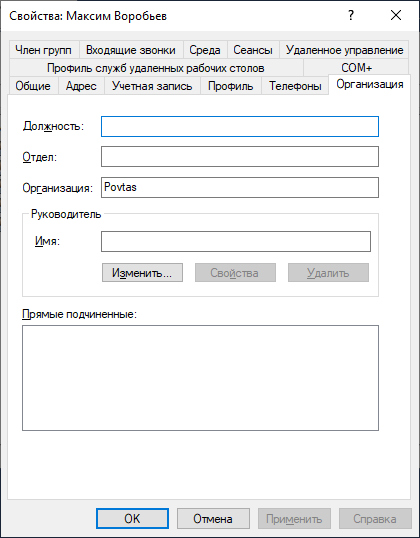 Свойства: Максим Воробьев ? ×
Член групп Входящие звонки Среда Сеансы Удаленное управление
Профиль служб удаленных рабочих столов COM+
Общие Адрес Учетная запись Профиль Телефоны Организация
Должность:
Отдел:
Организация: Povtas
Руководитель
Имя:
Изменить... Свойства Удалить
Прямые подчиненные:
OK Отмена Применить Справка